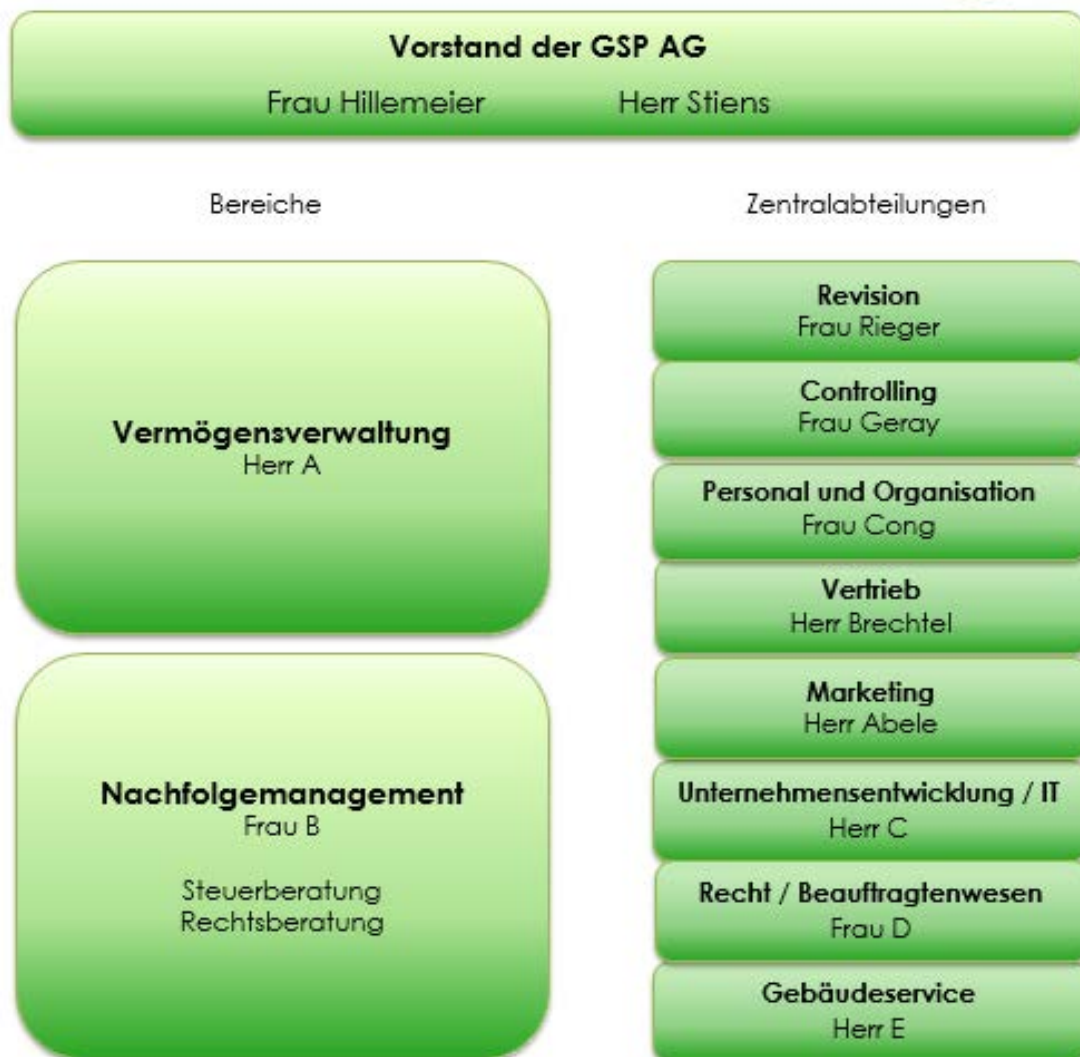 Vorstand der GSP AG
Frau Hillemeier Herr Stiens
Bereiche
Vermögensverwaltung
Herr A
Nachfolgemanagement
Frau B
Steuerberatung
Rechtsberatung
Zentralabteilungen
Revision
Frau Rieger
Controlling
Frau Geray
Personal und Organisation
Frau Cong
Vertrieb
Herr Brechtel
Marketing
Herr Abele
Unternehmensentwicklung / IT
Herr C
Recht / Beauftragtenwesen
Frau D
Gebäudeservice
Herr E